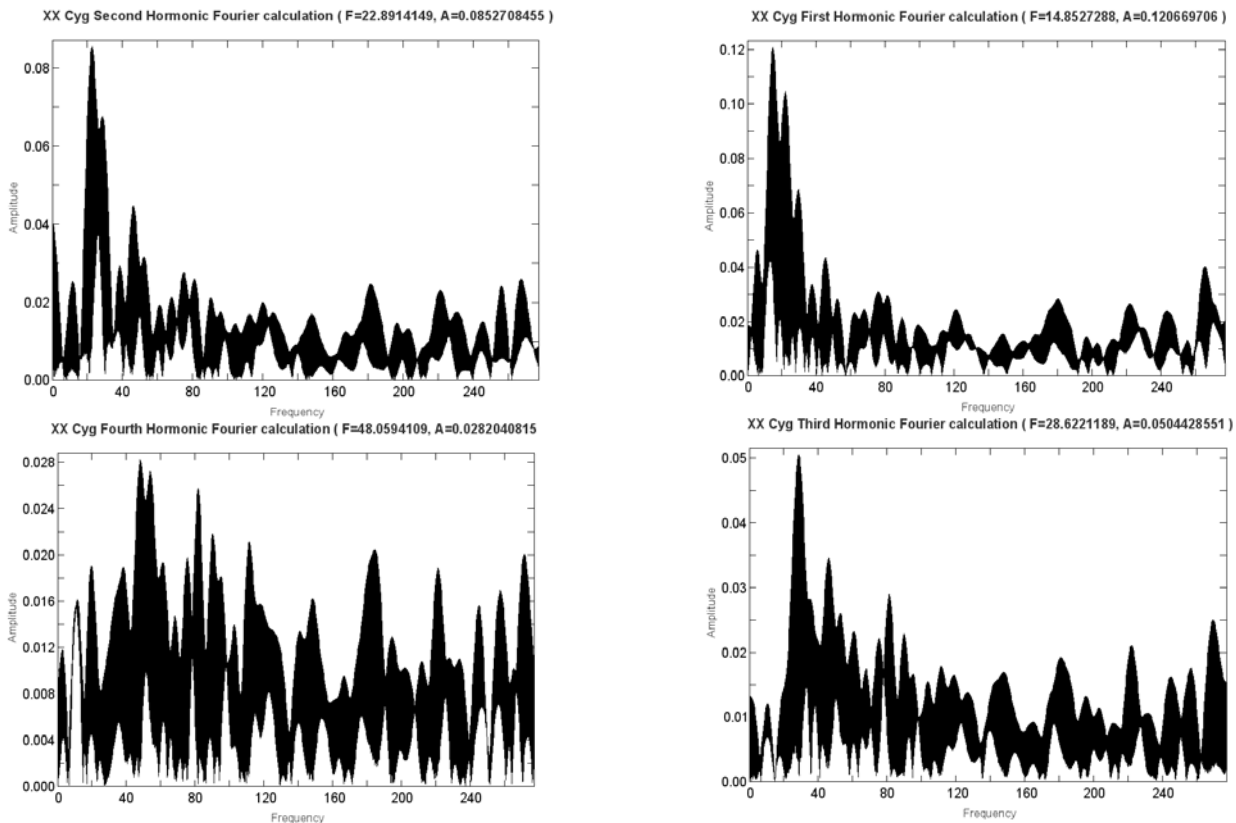 XX Cyg Second Hormonic Fourier calculation ( F=22.8914149, A=0.0852708455 )
0.08
0.06
0.04
0.02
0.00
Amplitude
0 40 80 120 160 200 240
Frequency
XX Cyg First Hormonic Fourier calculation ( F=14.8527288, A=0.120669706 )
0.12
0.10
0.08
0.06
0.04
0.02
0.00
Amplitude
0 40 80 120 160 200 240
Frequency
XX Cyg Fourth Hormonic Fourier calculation ( F=48.0594109, A=0.0282040815
0.028
0.024
0.020
0.016
0.012
0.008
0.004
0.000
Amplitude
0 40 80 120 160 200 240
Frequency
XX Cyg Third Hormonic Fourier calculation ( F=28.6221189, A=0.0504428551 )
0.05
0.04
0.03
0.02
0.01
0.00
Amplitude
0 40 80 120 160 200 240
Frequency